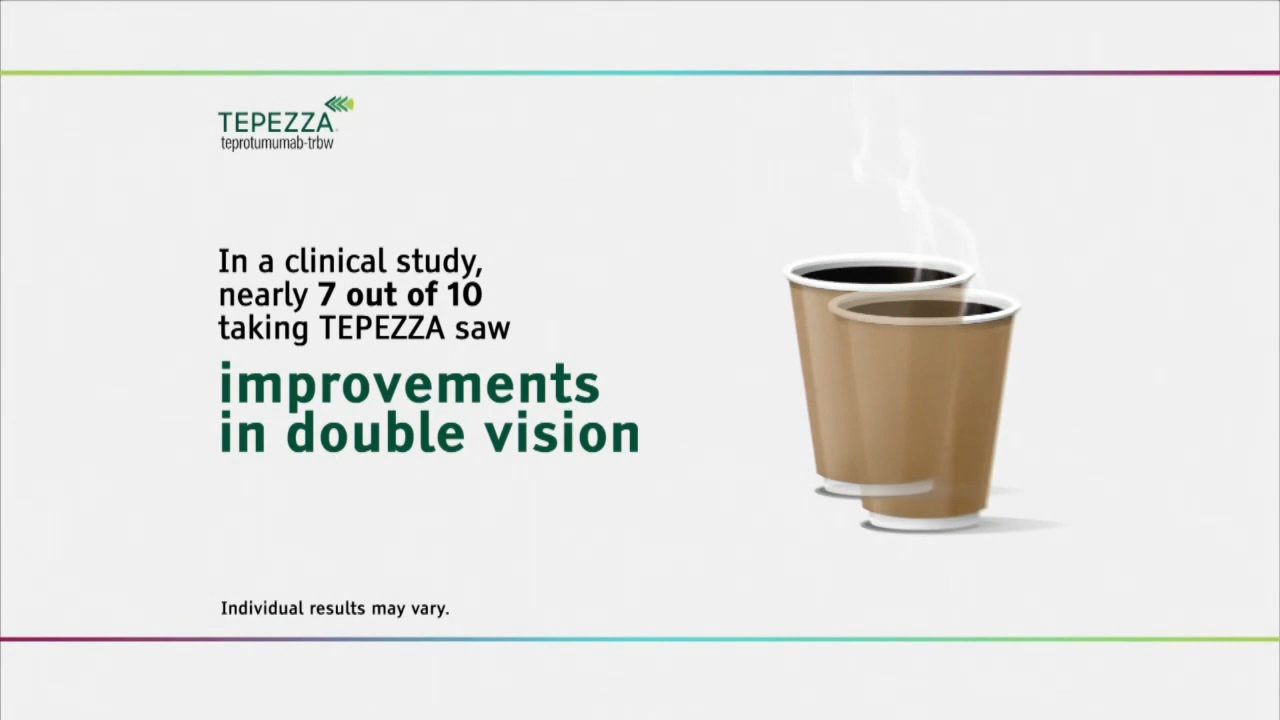 TEPEZZA
teprotumumab-trbw
In a clinical study,
nearly 7 out of 10
taking TEPEZZA saw
improvements
in double vision
Individual results may vary.